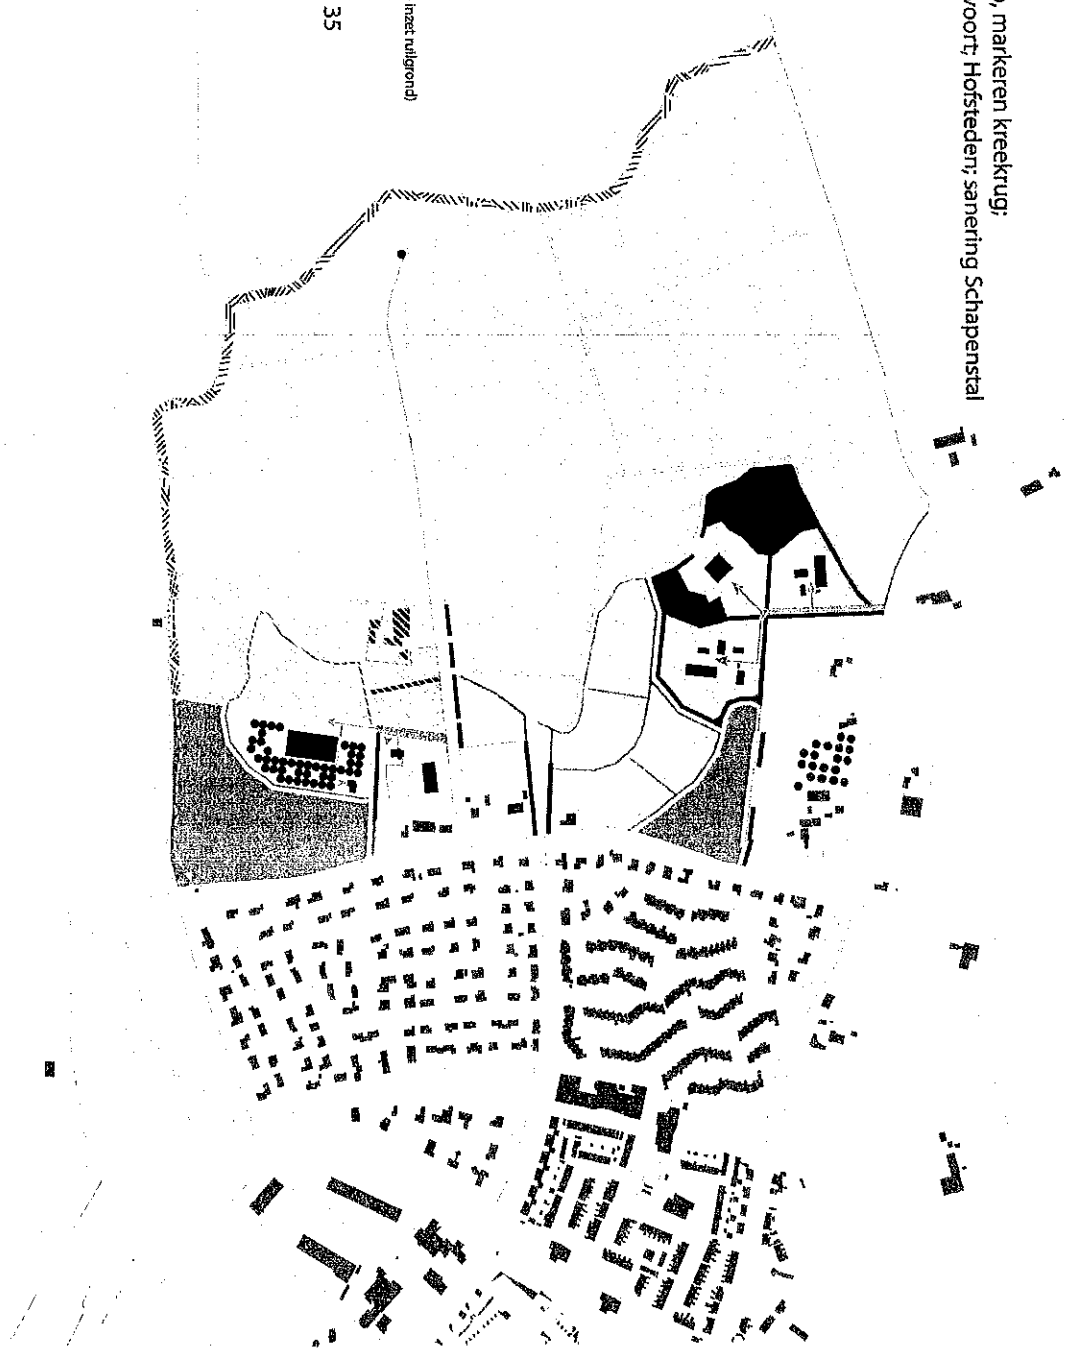 markeren kreekrug;
voort; Hofsteden; sanering Schapenstal
inzet ruilgrond)
35